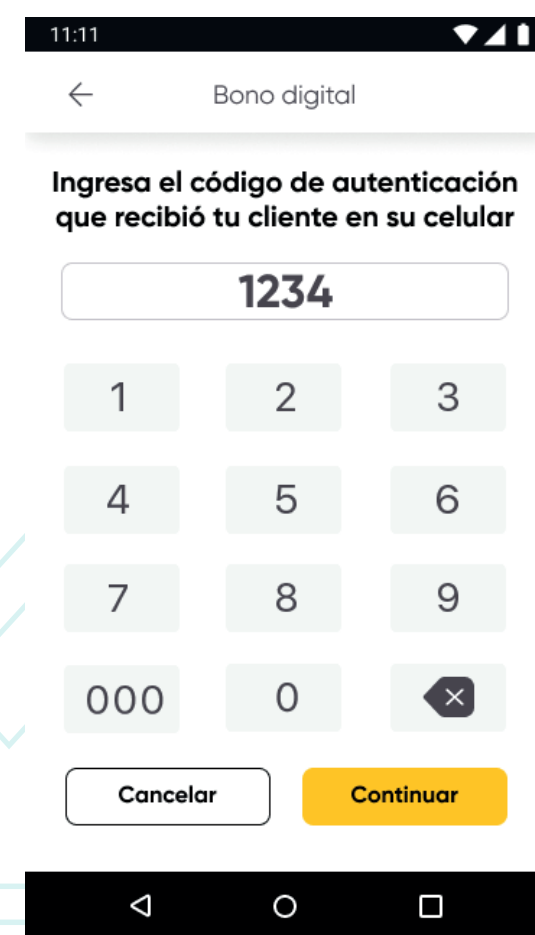 11:11
Bono digital
Ingresa el código de autenticación
que recibió tu cliente en su celular
1234
1 2 3
4 5 6
7 8 9
000 0
Cancelar Continuar